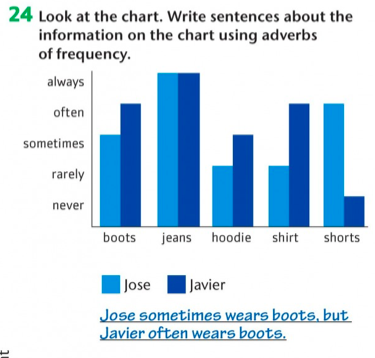 24 Look at the chart. Write sentences about the
information on the chart using adverbs
of frequency.
always
often
sometimes
rarely
never
boots jeans hoodie shirt shorts
Jose Javier
Jose sometimes wears boots, but
Javier often wears boots.